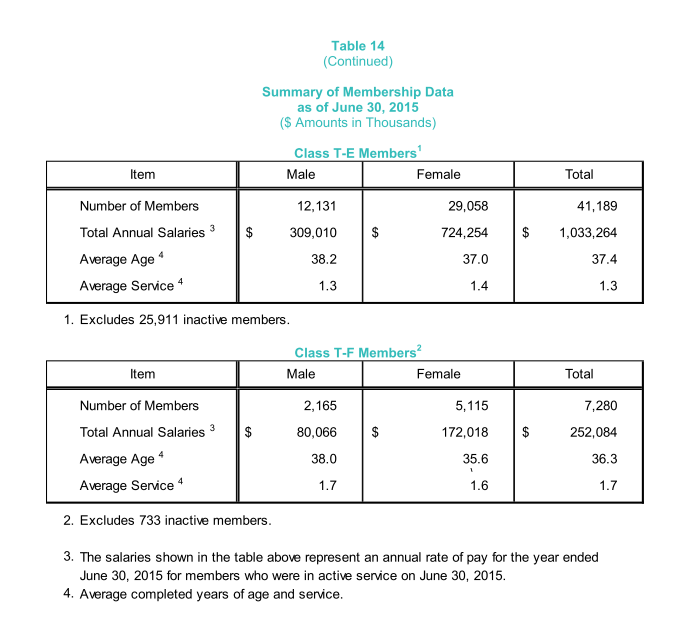 Table 14
(Continued)
Summary of Membership Data
as of June 30, 2015
($ Amounts in Thousands)
Class T-E Members1
Item Male Female Total
Number of Members 12,131 29,058 41,189
Total Annual Salaries 3 $ 309,010 $ 724,254 $ 1,033,264
Average Age 4 38.2 37.0 37.4
Average Service 4 1.3 1.4 1.3
1. Excludes 25,911 inactive members.
Class T-F Members2
Item Male Female Total
Number of Members 2,165 5,115 7,280
Total Annual Salaries 3 $ 80,066 $ 172,018 $ 252,084
Average Age 4 38.0 35.6 36.3
Average Service 4 1.7 1.6 1.7
2. Excludes 733 inactive members.
3. The salaries shown in the table above represent an annual rate of pay for the year ended
June 30, 2015 for members who were in active service on June 30, 2015.
4. Average completed years of age and service.